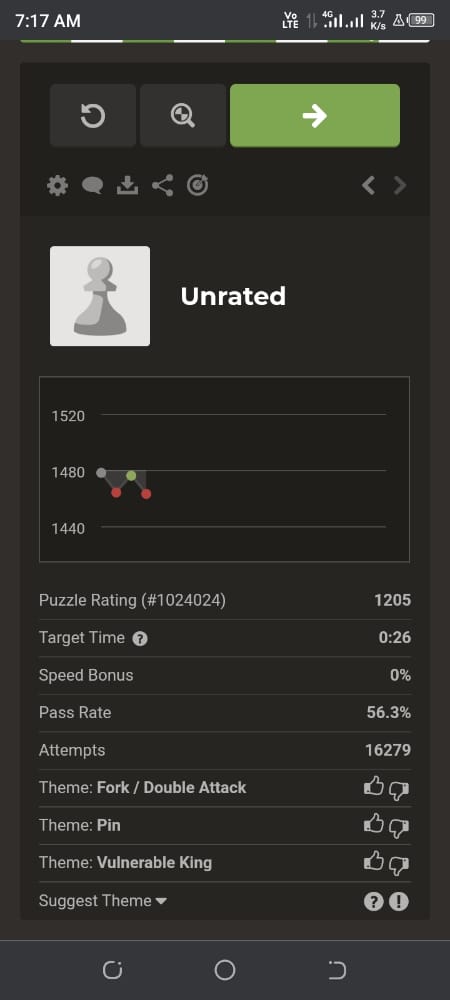 7:17 AM Vo LTE 4G 3.7 K/s 99
Unrated
1520
1480
1440
Puzzle Rating (#1024024) 1205
Target Time ? 0:26
Speed Bonus 0%
Pass Rate 56.3%
Attempts 16279
Theme: Fork / Double Attack
Theme: Pin
Theme: Vulnerable King
Suggest Theme ? !